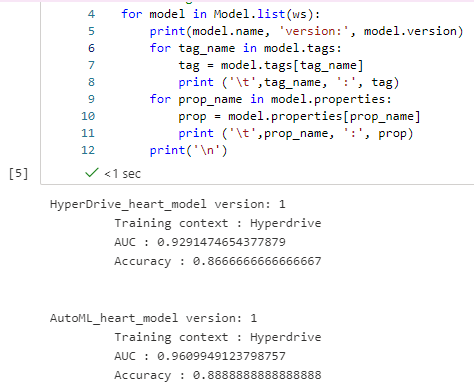 4 for model in Model.list(ws):
5     print(model.name, 'version:', model.version)
6     for tag_name in model.tags:
7         tag = model.tags[tag_name]
8         print ('\t',tag_name, ':', tag)
9     for prop_name in model.properties:
10         prop = model.properties[prop_name]
11         print ('\t',prop_name, ':', prop)
12     print('\n')
[5] ✓ <1 sec
HyperDrive_heart_model version: 1
Training context : Hyperdrive
AUC : 0.9291474654377879
Accuracy : 0.8666666666666667
AutoML_heart_model version: 1
Training context : Hyperdrive
AUC : 0.9609949123798757
Accuracy : 0.8888888888888888